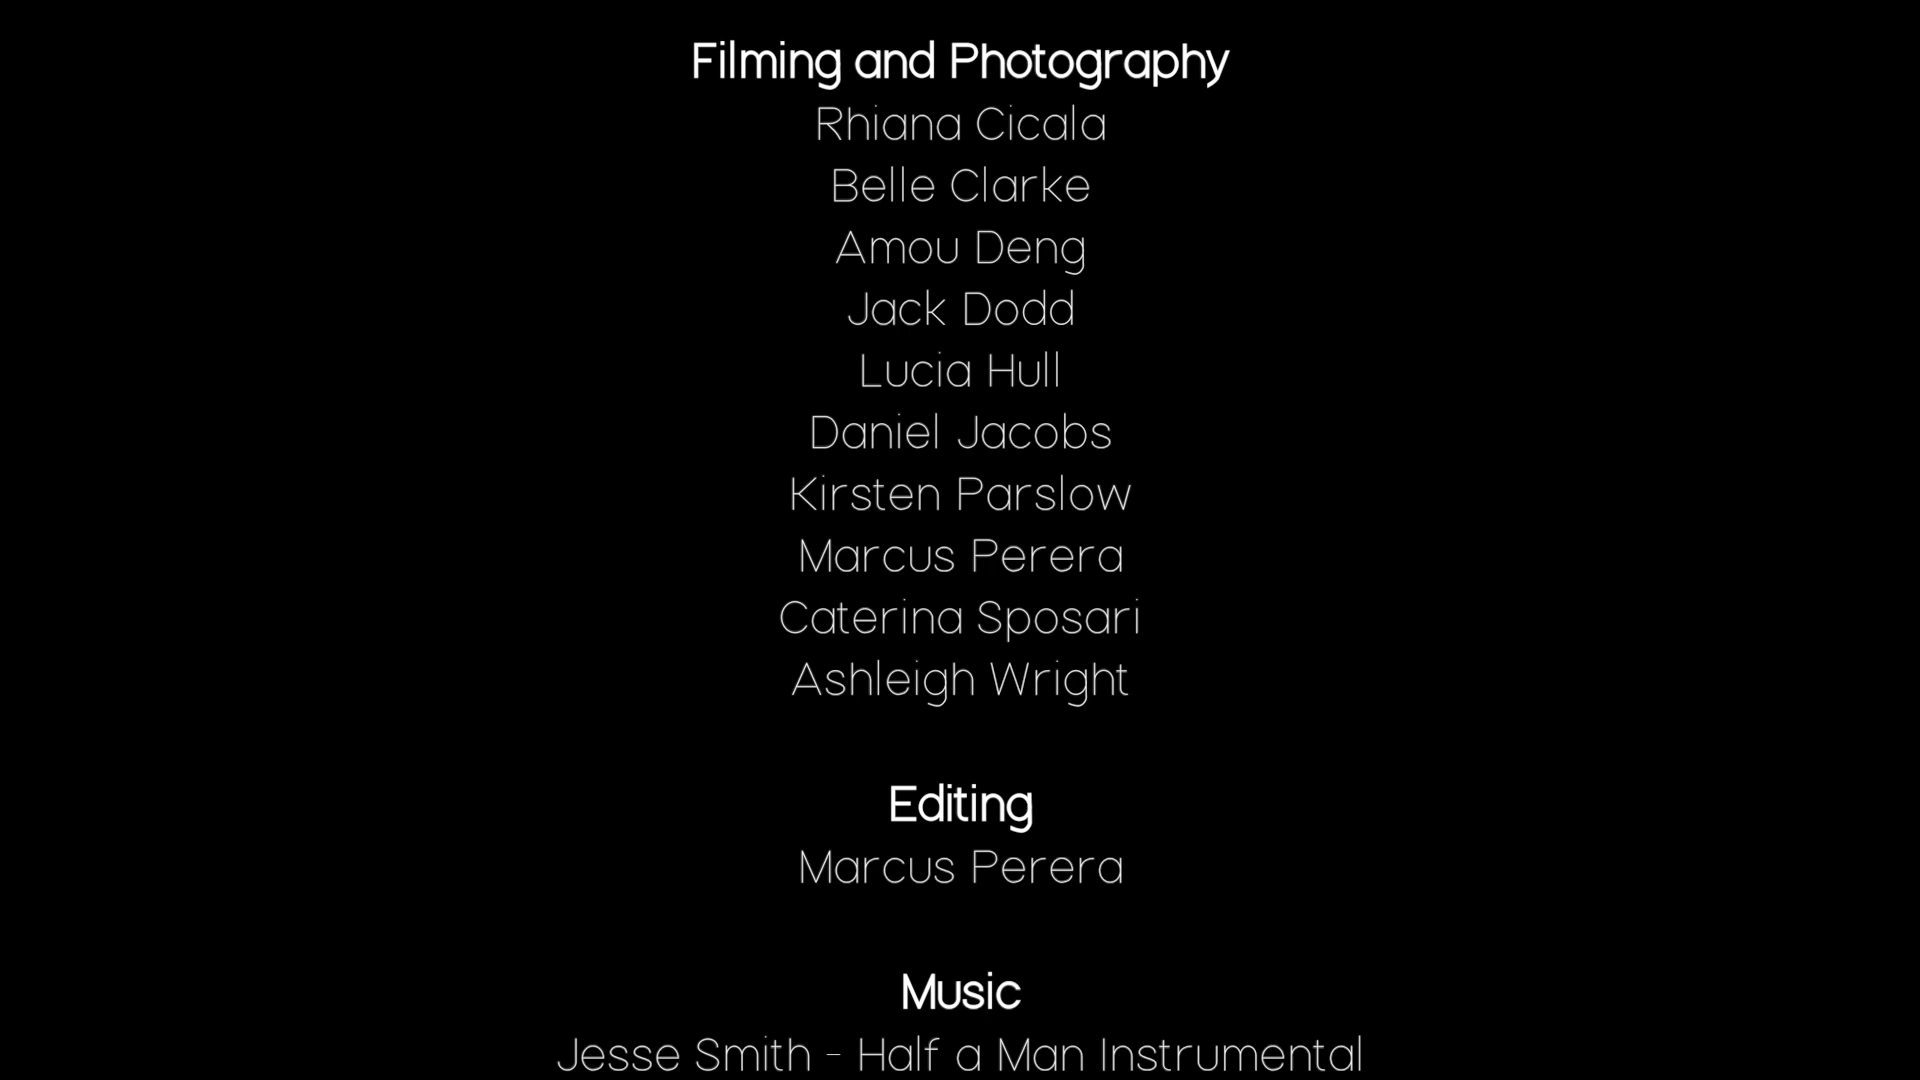 Filming and Photography
Rhiana Cicala
Belle Clarke
Amou Deng
Jack Dodd
Lucia Hull
Daniel Jacobs
Kirsten Parslow
Marcus Perera
Caterina Sposari
Ashleigh Wright
Editing
Marcus Perera
Music
Jesse Smith - Half a Man Instrumental